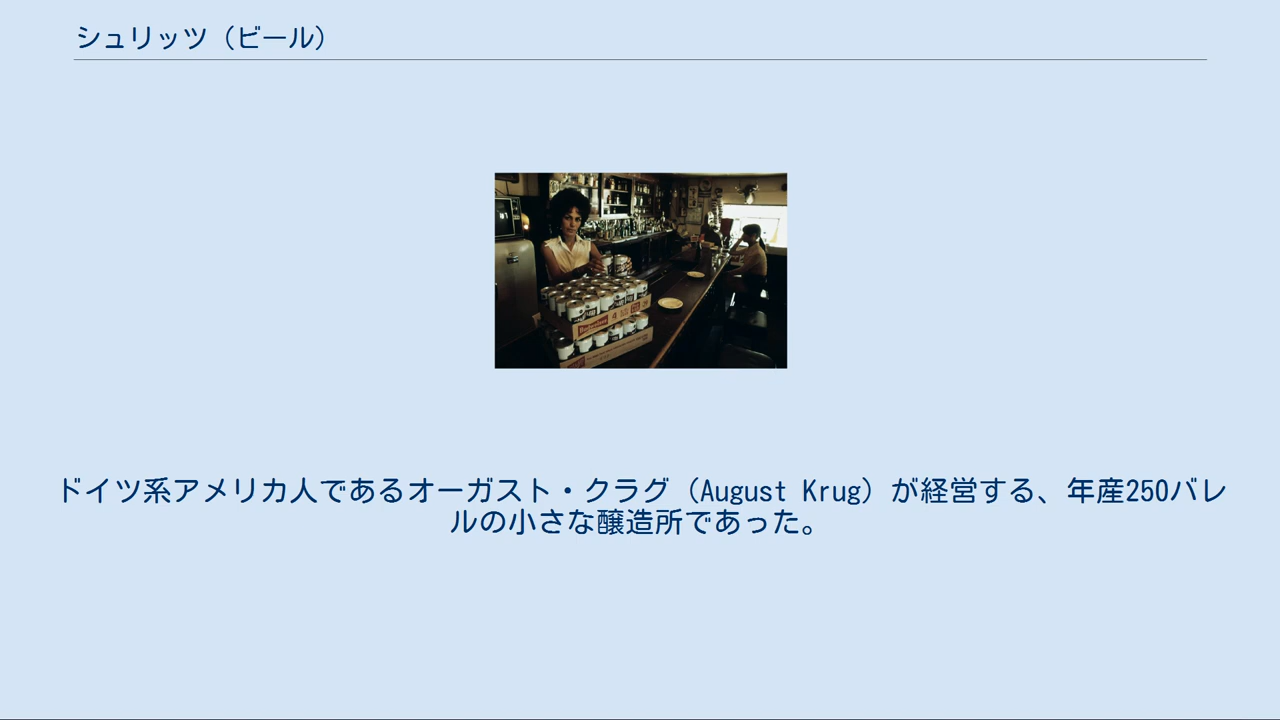 シュリッツ（ビール）
ドイツ系アメリカ人であるオーガスト・クラグ（August Krug）が経営する、年産250バレ
ルの小さな醸造所であった。